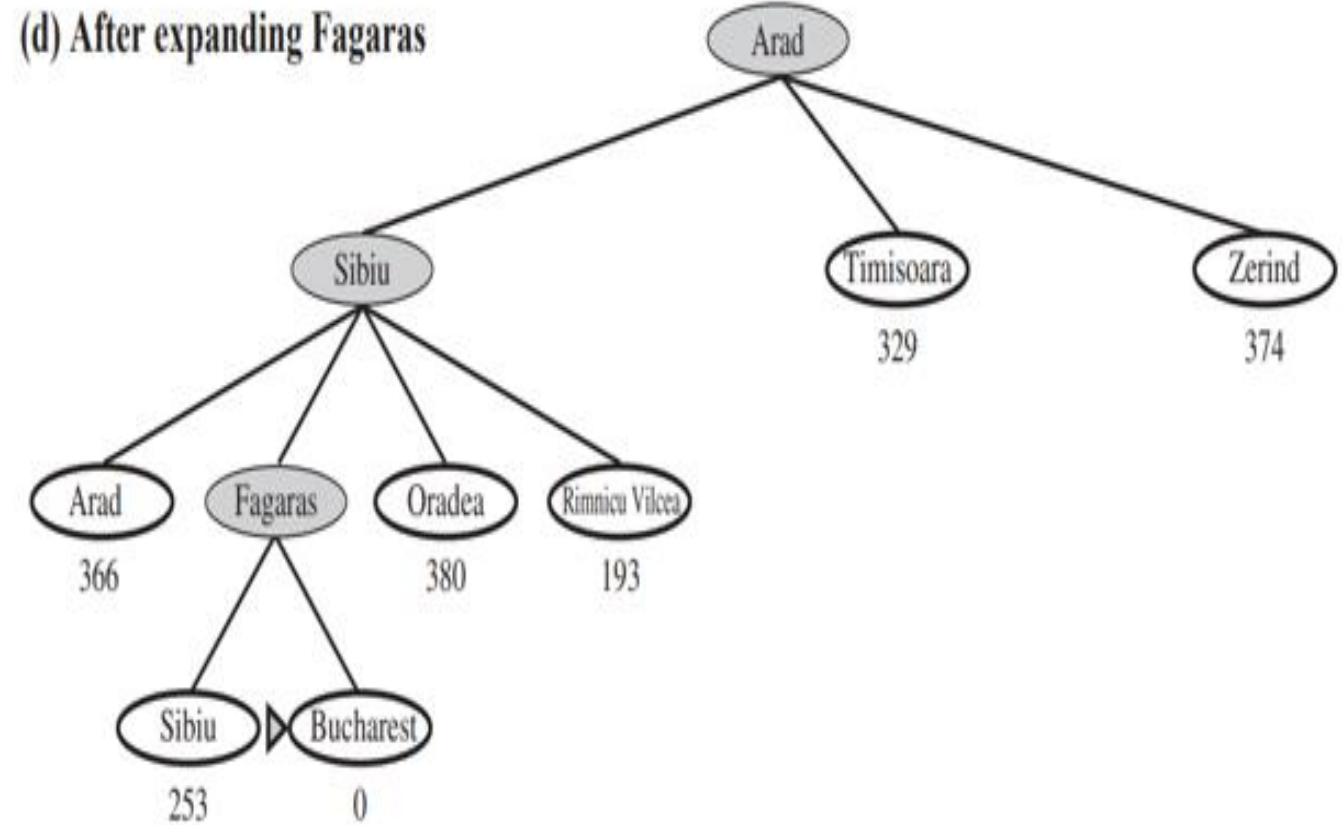 (d) After expanding Fagaras
Arad
Sibiu
Timisoara
Zerind
329
374
Arad
Fagaras
Oradea
Rimnicu Vilcea
366
380
193
Sibiu
Bucharest
253
0